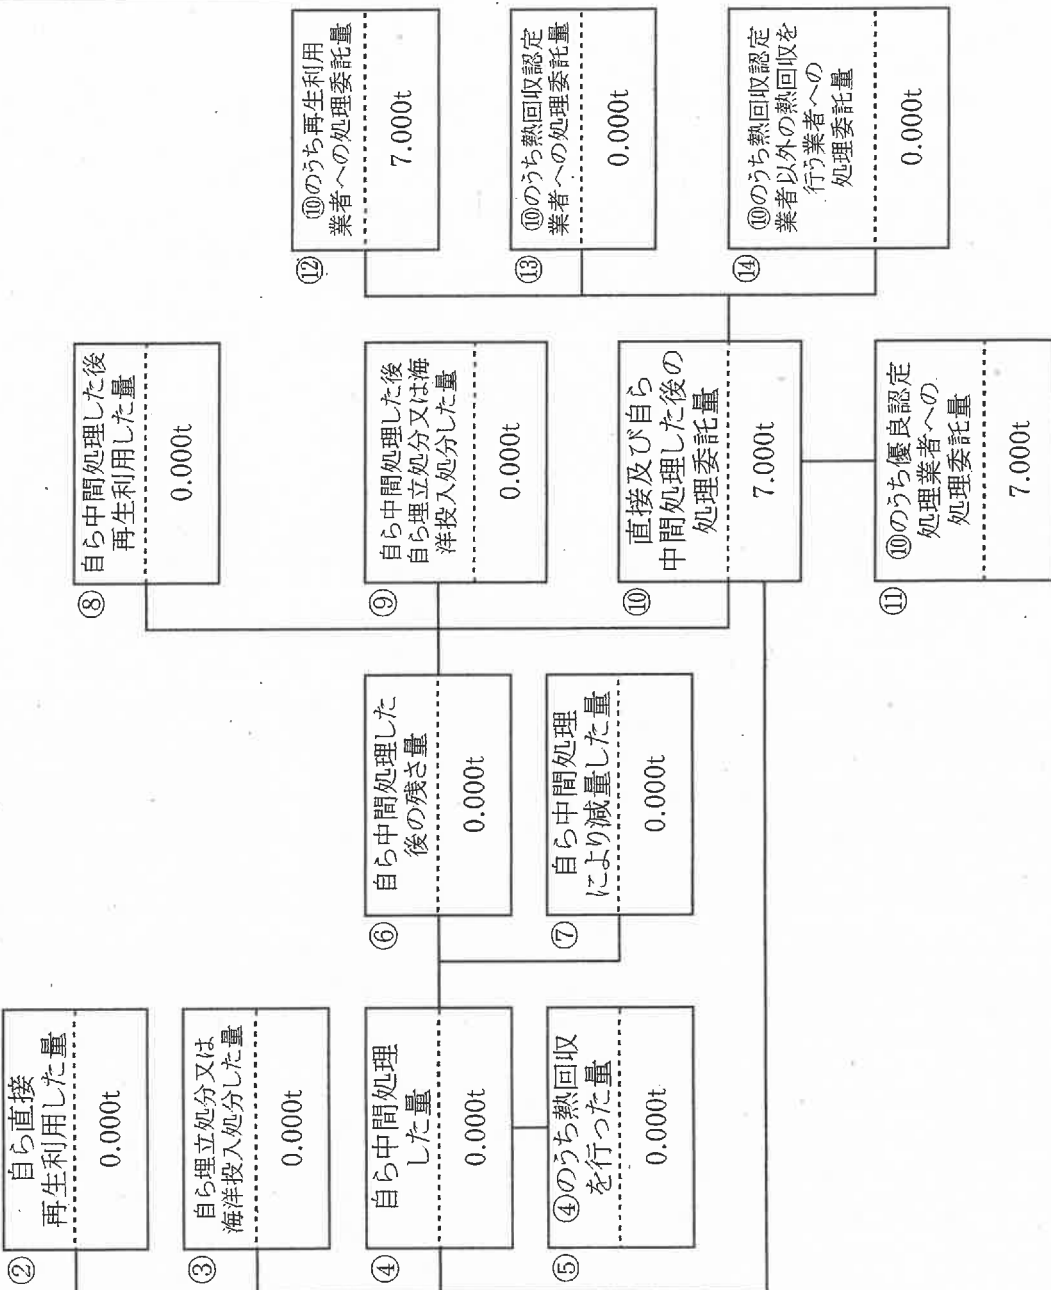 ②
自ら直接
再生利用した量
0.000t
③
自ら埋立処分又は
海洋投入処分した量
0.000t
④
自ら中間処理
した量
0.000t
⑤
④のうち熱回収
を行った量
0.000t
⑥
自ら中間処理した
後の残さ量
0.000t
⑦
自ら中間処理
により減量した量
0.000t
⑧
自ら中間処理した後
再生利用した量
0.000t
⑨
自ら中間処理した後
自ら埋立処分又は海
洋投入処分した量
0.000t
⑩
直接及び自ら
中間処理した後の
処理委託量
7.000t
⑪
⑩のうち優良認定
処理業者への
処理委託量
7.000t
⑫
⑩のうち再生利用
業者への処理委託量
7.000t
⑬
⑩のうち熱回収認定
業者への処理委託量
0.000t
⑭
⑩のうち熱回収認定
業者以外の熱回収を
行う業者への
処理委託量
0.000t